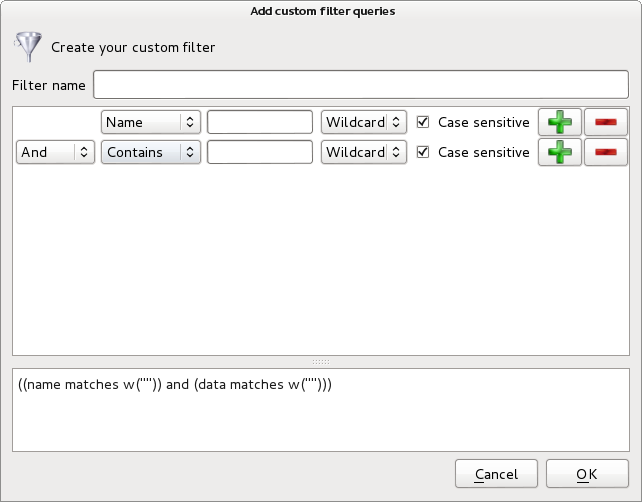 Add custom filter queries
Create your custom filter
Filter name
Name Wildcard Case sensitive
And Contains Wildcard Case sensitive
((name matches w("")) and (data matches w("")))
Cancel OK